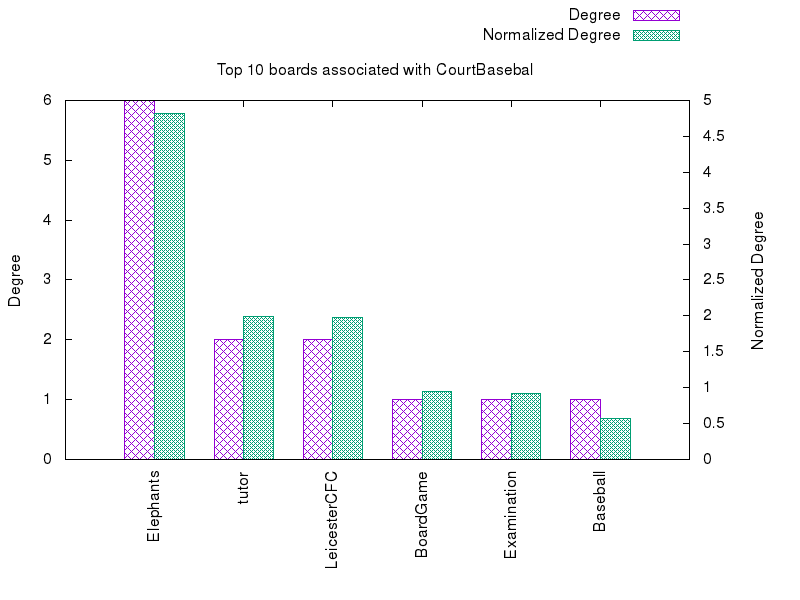 Degree
Normalized Degree
Top 10 boards associated with CourtBasebal
6
5
4
3
2
1
0
Degree
5
4.5
4
3.5
3
2.5
2
1.5
1
0.5
0
Normalized Degree
Elephants
tutor
LeicesterCFC
BoardGame
Examination
Baseball